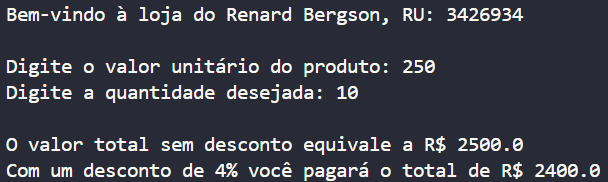 Bem-vindo à loja do Renard Bergson, RU: 3426934
Digite o valor unitário do produto: 250
Digite a quantidade desejada: 10
O valor total sem desconto equivale a R$ 2500.0
Com um desconto de 4% você pagará o total de R$ 2400.0